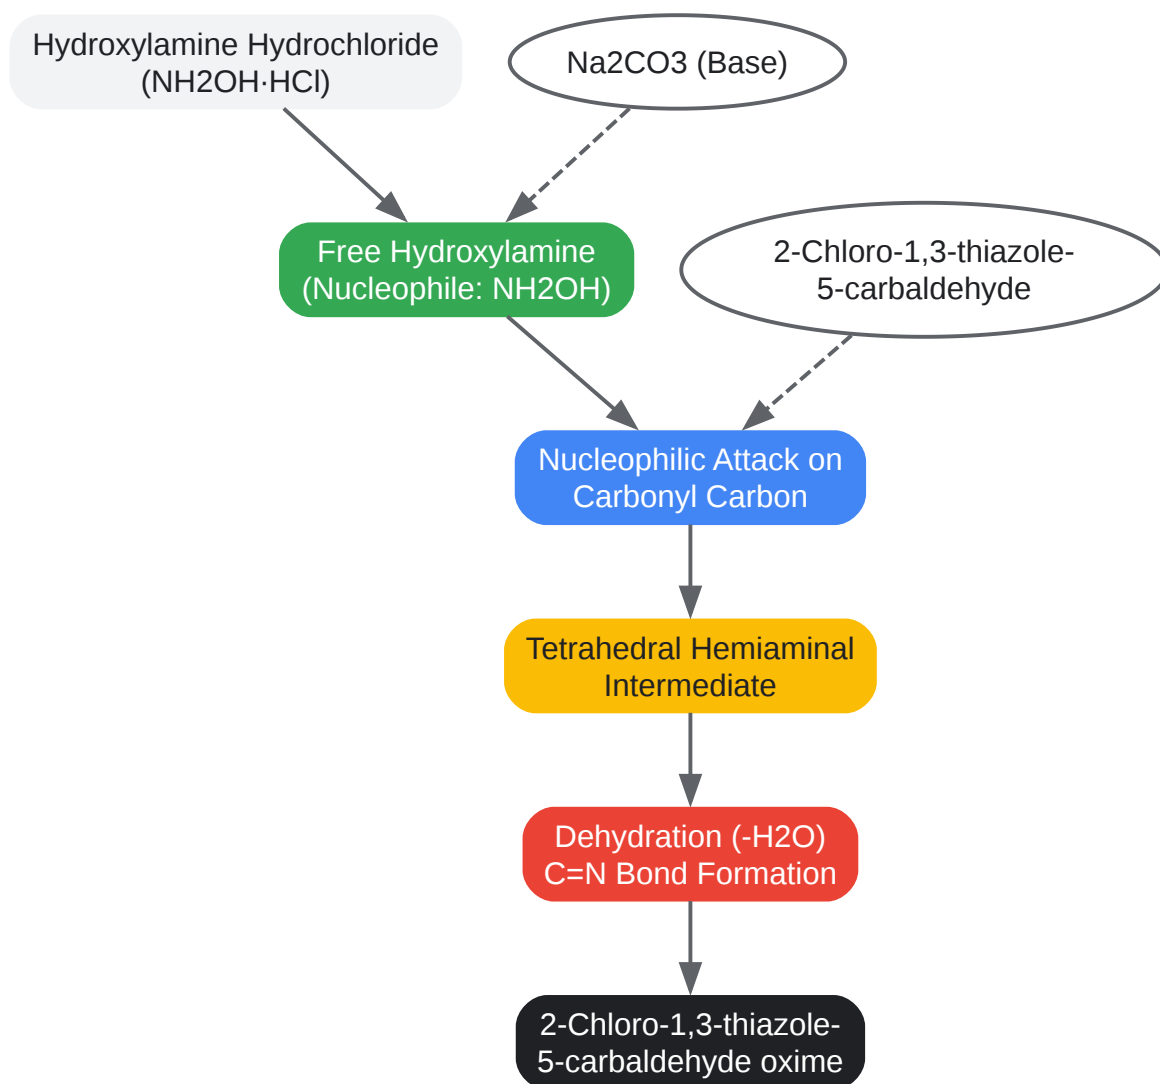 Hydroxylamine Hydrochloride
(NH2OH·HCl)
Na2CO3 (Base)
Free Hydroxylamine
(Nucleophile: NH2OH)
2-Chloro-1,3-thiazole-
5-carbaldehyde
Nucleophilic Attack on
Carbonyl Carbon
Tetrahedral Hemiaminal
Intermediate
Dehydration (-H2O)
C=N Bond Formation
2-Chloro-1,3-thiazole-
5-carbaldehyde oxime